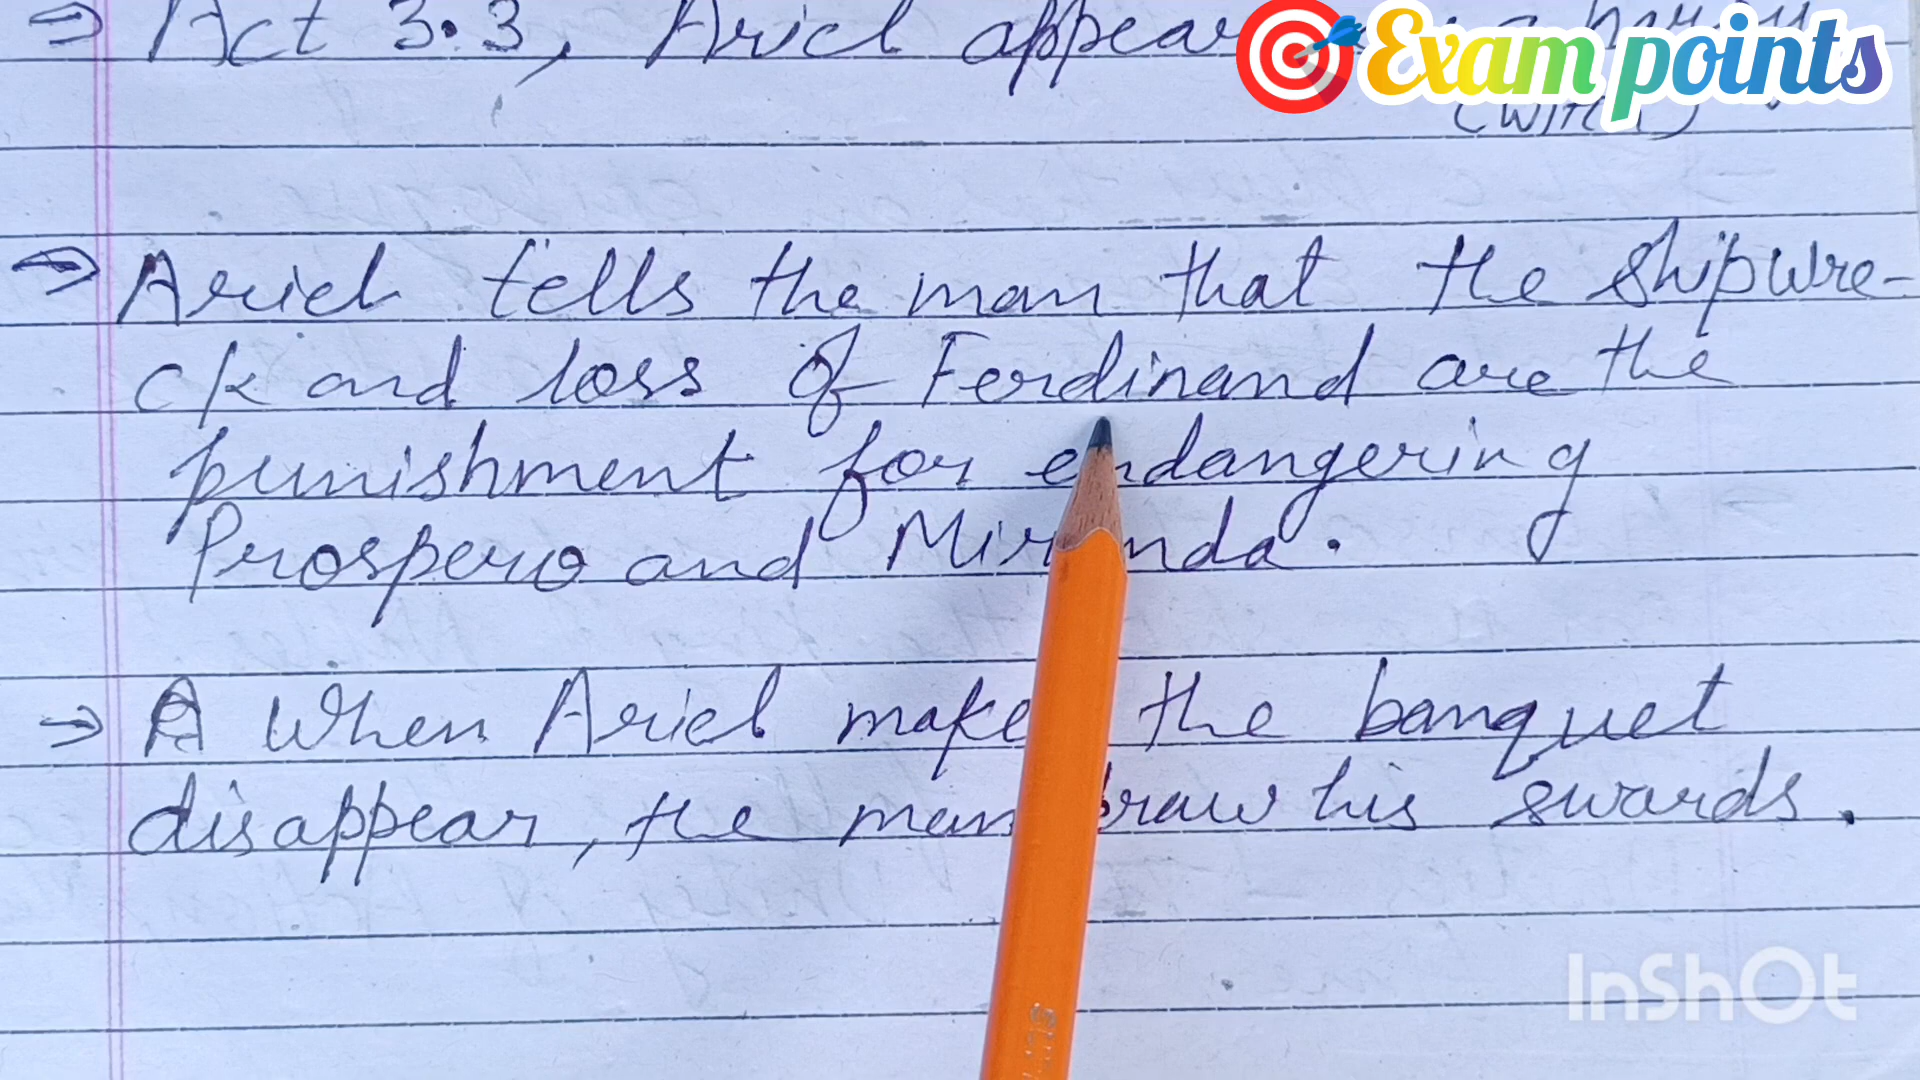 ⇒ Act 3.3, Ariel appear
Exam points
⇒ Ariel tells the man that the Shipwre-
ck and loss of Ferdinand are the
punishment for endangering
Prospero and Miranda.
→ A When Ariel make the banquet
disappear, the man draw his swards.
InShOt